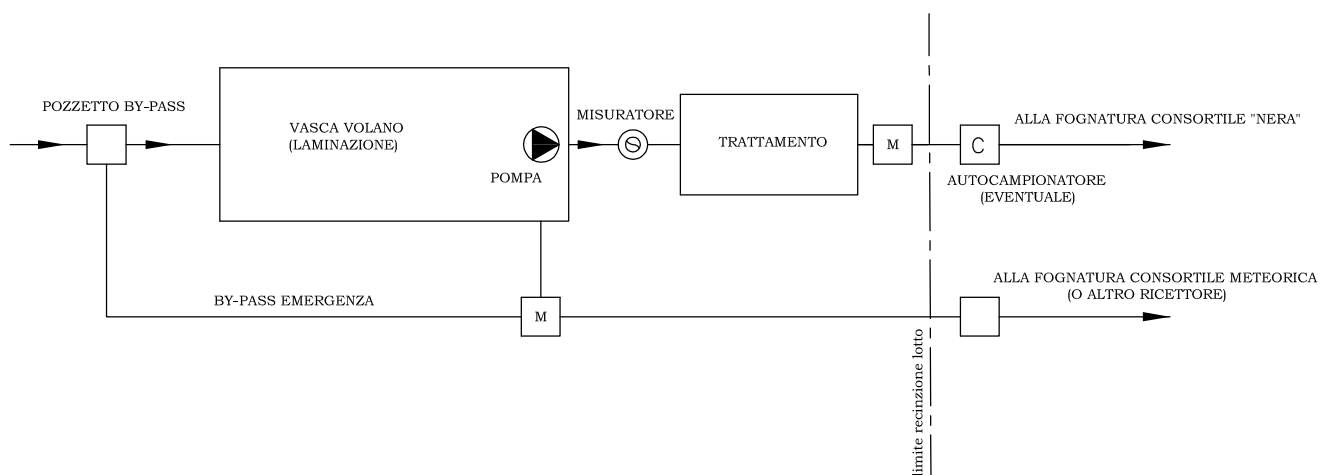 POZZETTO BY-PASS
VASCA VOLANO
(LAMINAZIONE)
POMPA
MISURATORE
TRATTAMENTO
M
C
ALLA FOGNATURA CONSORTILE "NERA"
AUTOCAMPIONATORE
(EVENTUALE)
BY-PASS EMERGENZA
M
ALLA FOGNATURA CONSORTILE METEORICA
(O ALTRO RICETTORE)
limite recinzione lotto